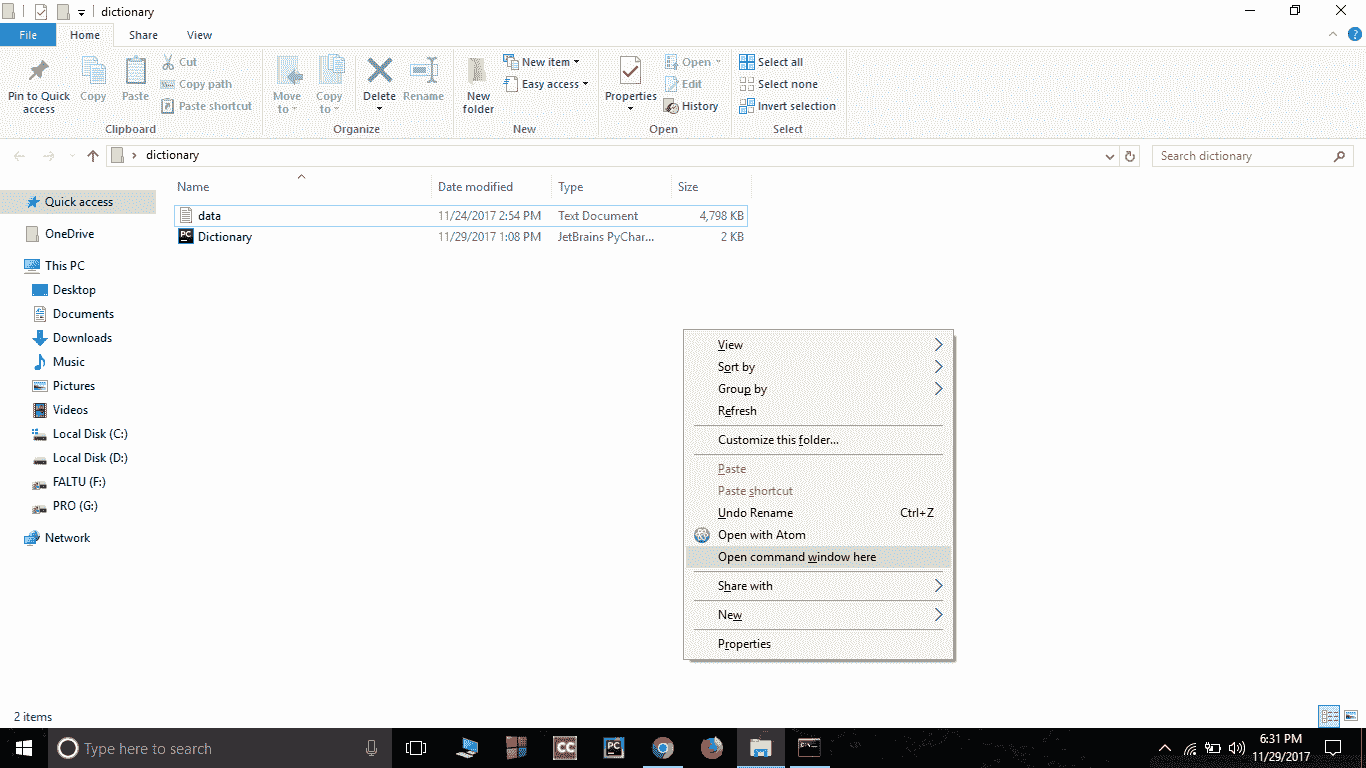 dictionary
File Home Share View
Pin to Quick access
Copy
Paste
Cut
Copy path
Paste shortcut
Clipboard
Move to
Copy to
Delete
Rename
Organize
New folder
New item
Easy access
New
Properties
Open
Edit
History
Open
Select all
Select none
Invert selection
Select
dictionary
Search dictionary
Name Date modified Type Size
data 11/24/2017 2:54 PM Text Document 4,798 KB
Dictionary 11/29/2017 1:08 PM JetBrains PyChar... 2 KB
Quick access
OneDrive
This PC
Desktop
Documents
Downloads
Music
Pictures
Videos
Local Disk (C:)
Local Disk (D:)
FALTU (F:)
PRO (G:)
Network
View
Sort by
Group by
Refresh
Customize this folder...
Paste
Paste shortcut
Undo Rename Ctrl+Z
Open with Atom
Open command window here
Share with
New
Properties
2 items
Type here to search
CC
PC
6:31 PM
11/29/2017